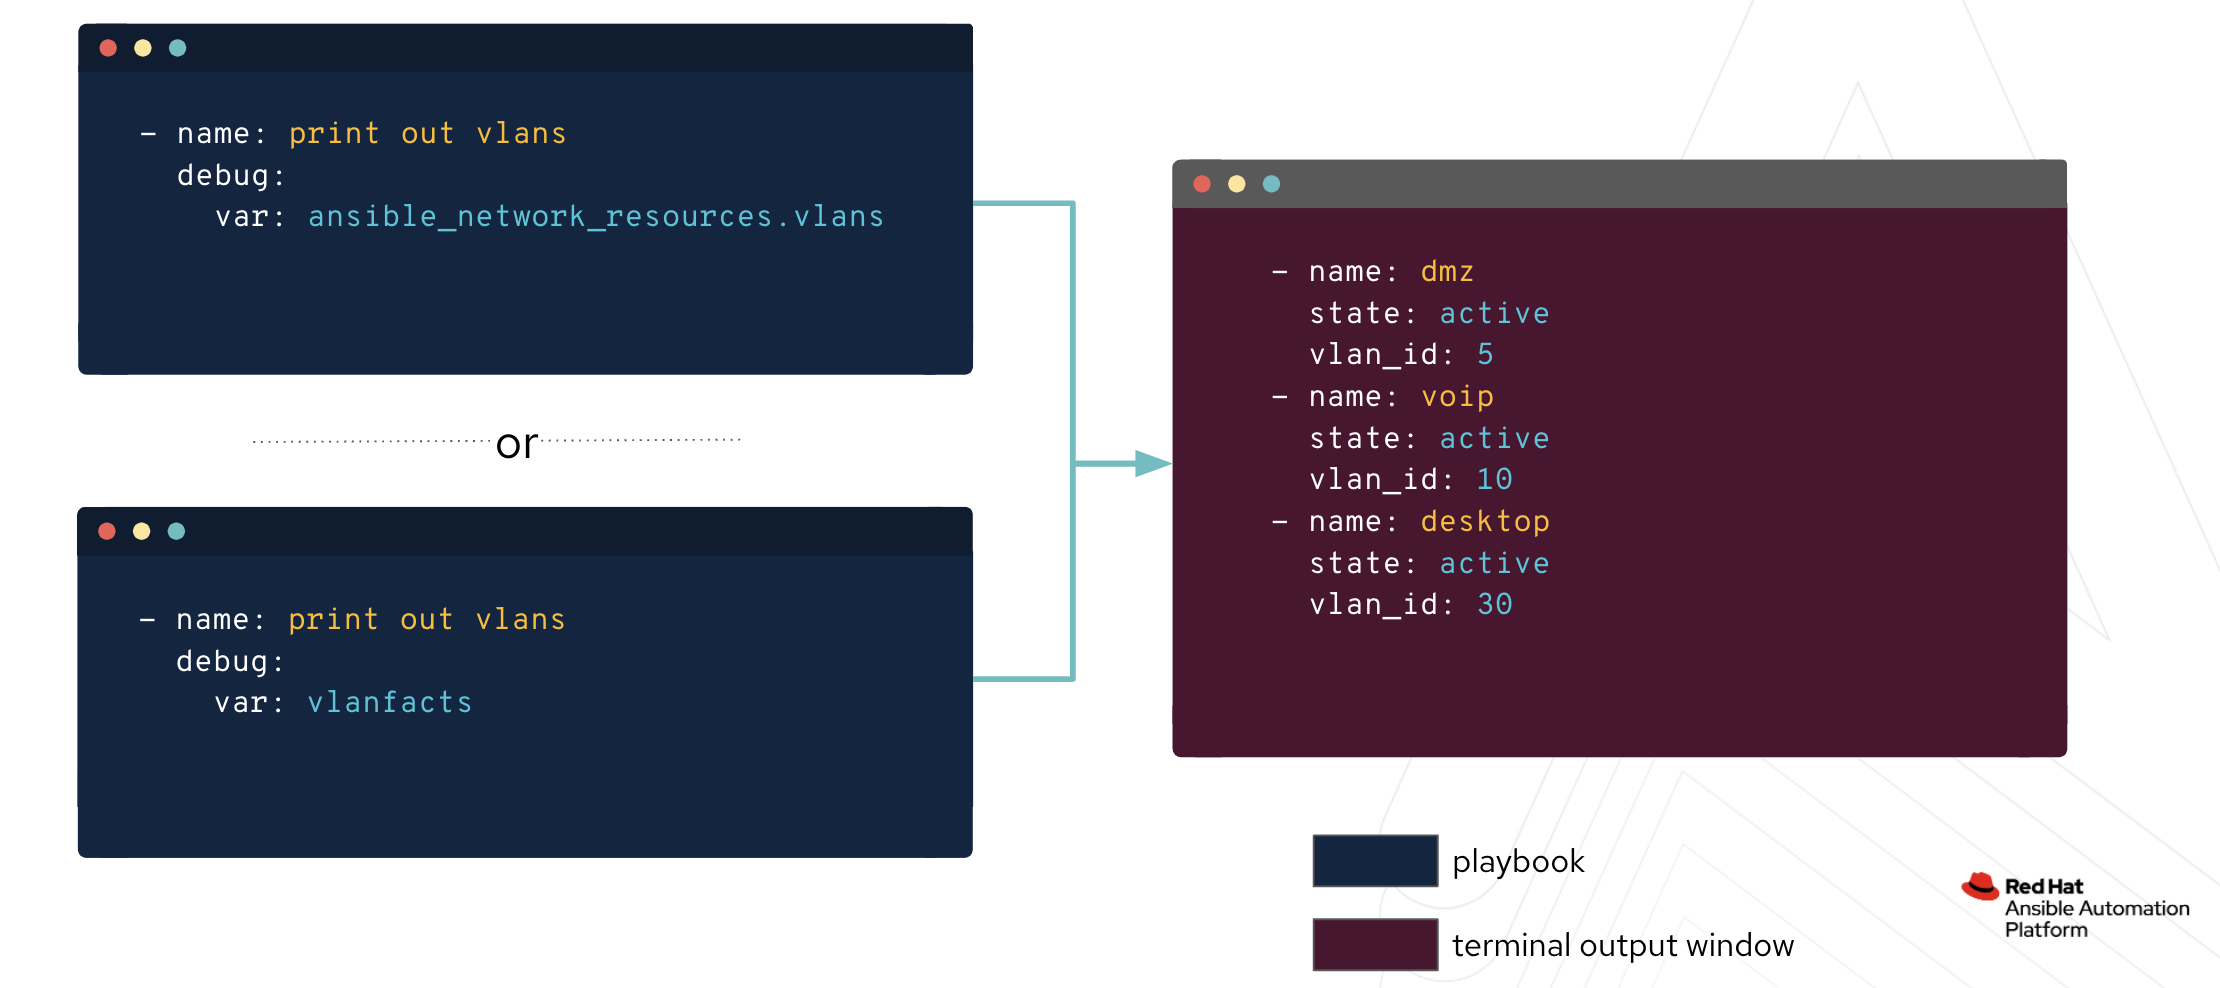 - name: print out vlans
  debug:
    var: ansible_network_resources.vlans
or
- name: print out vlans
  debug:
    var: vlanfacts
- name: dmz
  state: active
  vlan_id: 5
- name: voip
  state: active
  vlan_id: 10
- name: desktop
  state: active
  vlan_id: 30
playbook
terminal output window
Red Hat
Ansible Automation
Platform